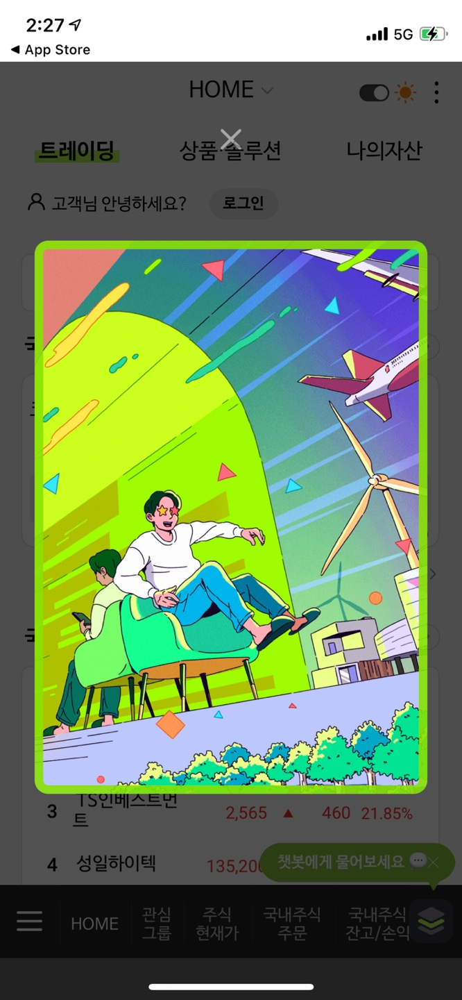 2:27
5G
◀ App Store
HOME
트레이딩
상품·솔루션
나의자산
고객님 안녕하세요?
로그인
3 TS인베스트먼트 2,565 ▲ 460 21.85%
4 성일하이텍
챗봇에게 물어보세요
HOME
관심
그룹
주식
현재가
국내주식
주문
국내주식
잔고/손익